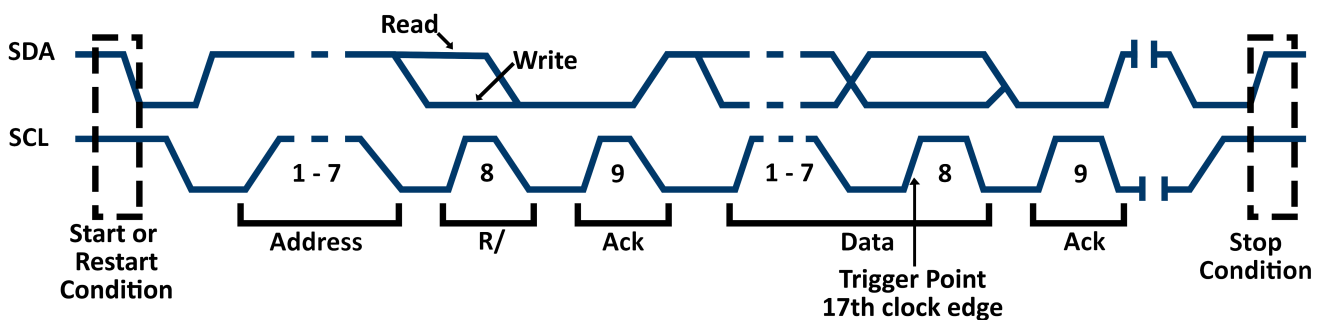 Read
SDA
Write
SCL
1 - 7
8
9
1 - 7
8
9
Start or
Restart
Condition
Address
R/
Ack
Data
Ack
Stop
Condition
Trigger Point
17th clock edge